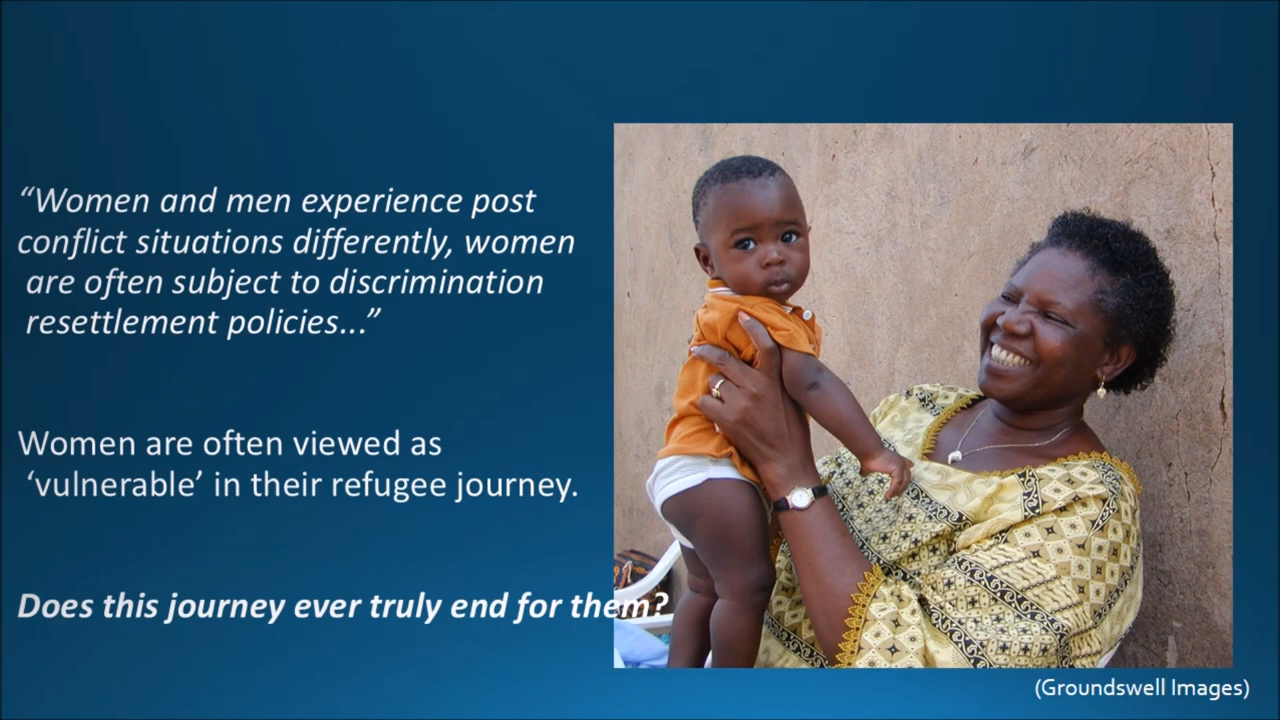 “Women and men experience post
conflict situations differently, women
are often subject to discrimination
resettlement policies...”
Women are often viewed as
‘vulnerable’ in their refugee journey.
Does this journey ever truly end for them?
(Groundswell Images)